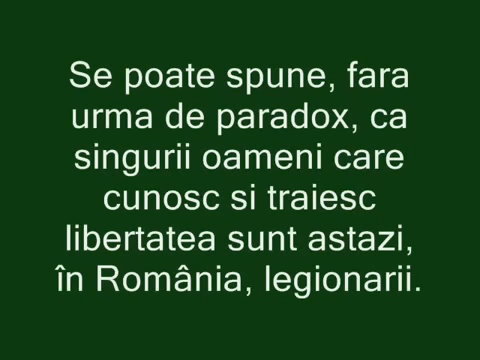 Se poate spune, fara
urma de paradox, ca
singurii oameni care
cunosc si traiesc
libertatea sunt astazi,
în România, legionarii.